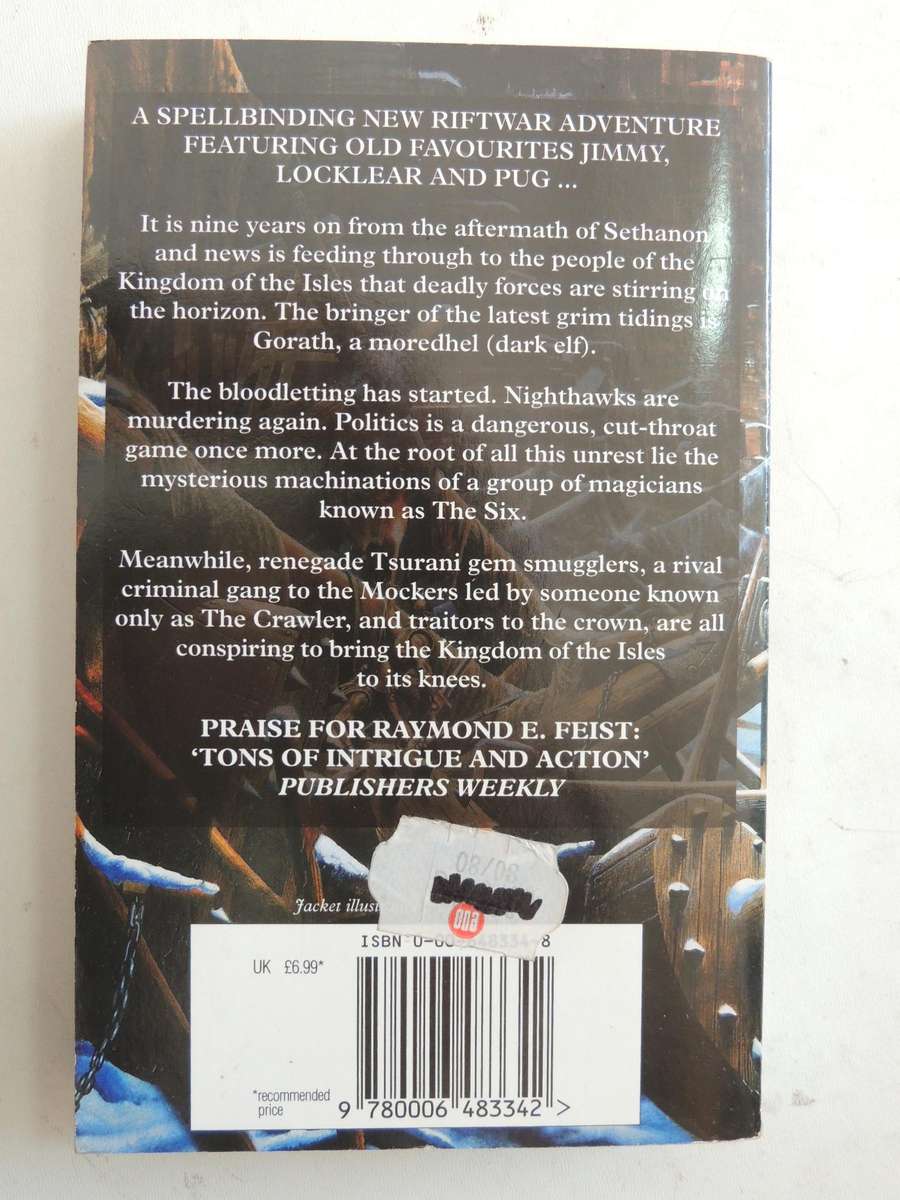 A SPELLBINDING NEW RIFTWAR ADVENTURE
FEATURING OLD FAVOURITES JIMMY,
LOCKLEAR AND PUG ...
It is nine years on from the aftermath of Sethanon
and news is feeding through to the people of the
Kingdom of the Isles that deadly forces are stirring on
the horizon. The bringer of the latest grim tidings is
Gorath, a moredhel (dark elf).
The bloodletting has started. Nighthawks are
murdering again. Politics is a dangerous, cut-throat
game once more. At the root of all this unrest lie the
mysterious machinations of a group of magicians
known as The Six.
Meanwhile, renegade Tsurani gem smugglers, a rival
criminal gang to the Mockers led by someone known
only as The Crawler, and traitors to the crown, are all
conspiring to bring the Kingdom of the Isles
to its knees.
PRAISE FOR RAYMOND E. FEIST:
'TONS OF INTRIGUE AND ACTION'
PUBLISHERS WEEKLY
08/08
Jacket
ISBN 0-00-648334-8
UK £6.99*
*recommended
price
9 780006 483342 >